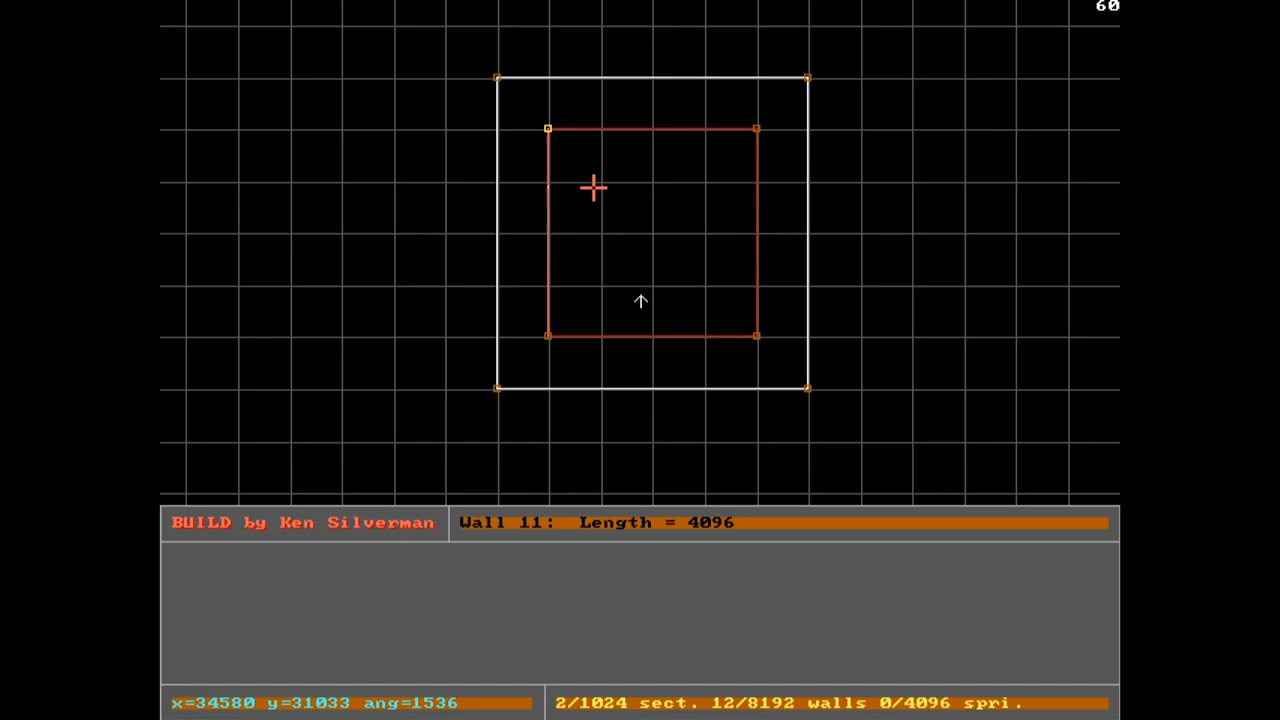 60
BUILD by Ken Silverman
Wall 11: Length = 4096
x=34580 y=31033 ang=1536
2/1024 sect. 12/8192 walls 0/4096 spri.